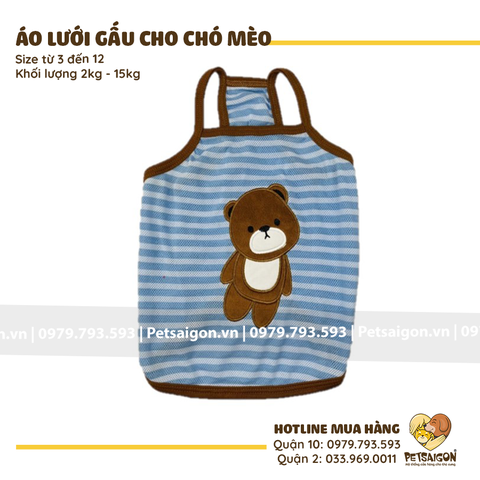 ÁO LƯỚI GẤU CHO CHÓ MÈO
Size từ 3 đến 12
Khối lượng 2kg - 15kg
n.vn | 0979.793.593 | Petsaigon.vn | 0979.793.593 | Petsaigon
HOTLINE MUA HÀNG
Quận 10: 0979.793.593
Quận 2: 033.969.0011
PETSAIGON